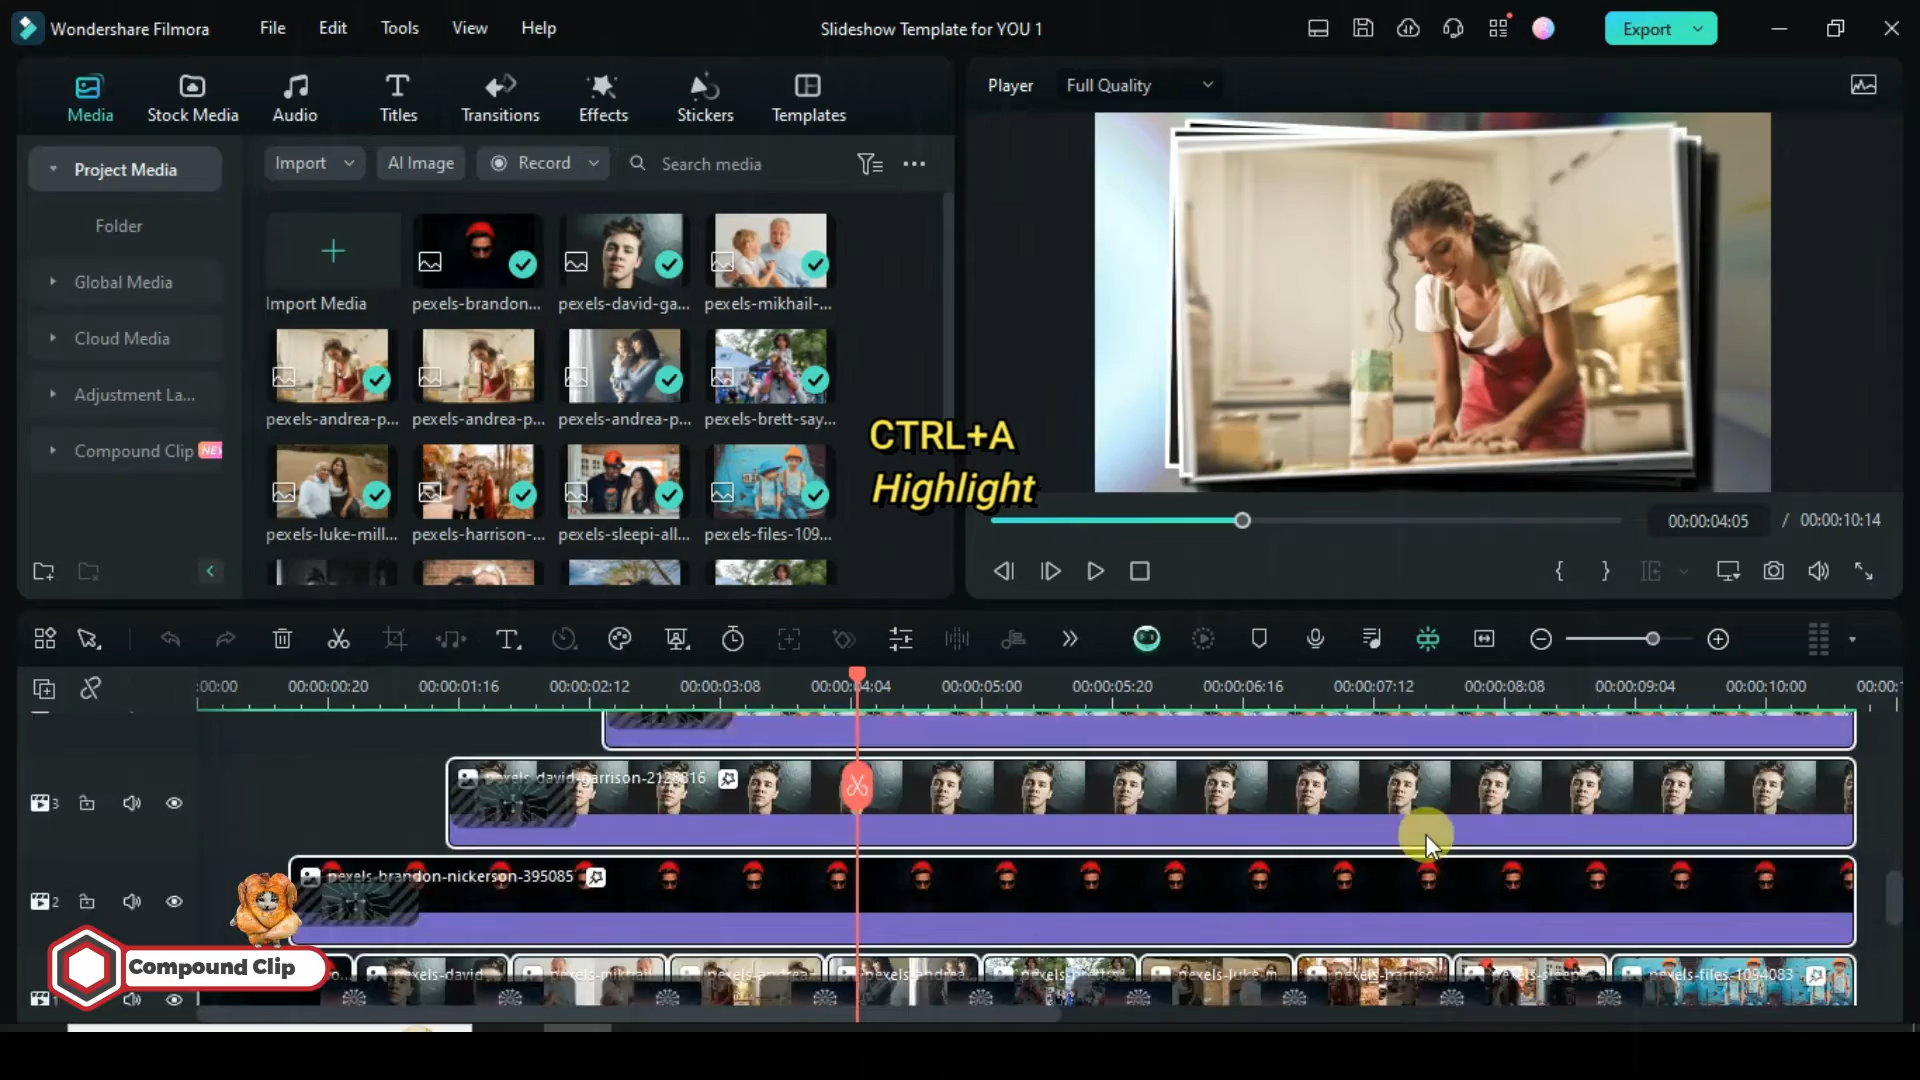 Wondershare Filmora
File
Edit
Tools
View
Help
Slideshow Template for YOU 1
Export
Media
Stock Media
Audio
Titles
Transitions
Effects
Stickers
Templates
Player
Full Quality
Project Media
Folder
Global Media
Cloud Media
Adjustment La...
Compound Clip
Import
AI Image
Record
Search media
Import Media
pexels-brandon...
pexels-david-ga...
pexels-mikhail-...
pexels-andrea-p...
pexels-andrea-p...
pexels-andrea-p...
pexels-brett-say...
pexels-luke-mill...
pexels-harrison-...
pexels-sleepi-all...
pexels-files-109...
CTRL+A
Highlight
00:00:04:05 / 00:00:10:14
:00:00
00:00:00:20
00:00:01:16
00:00:02:12
00:00:03:08
00:00:04:04
00:00:05:00
00:00:05:20
00:00:06:16
00:00:07:12
00:00:08:08
00:00:09:04
00:00:10:00
3
pexels-david-garrison-2128816
2
pexels-brandon-nickerson-395085
1
pexels-david
pexels-mikhail
pexels-andrea
pexels-andrea
pexels-brett-s
pexels-luke-m
pexels-harriso
pexels-sleepi
pexels-files-1094083
Compound Clip